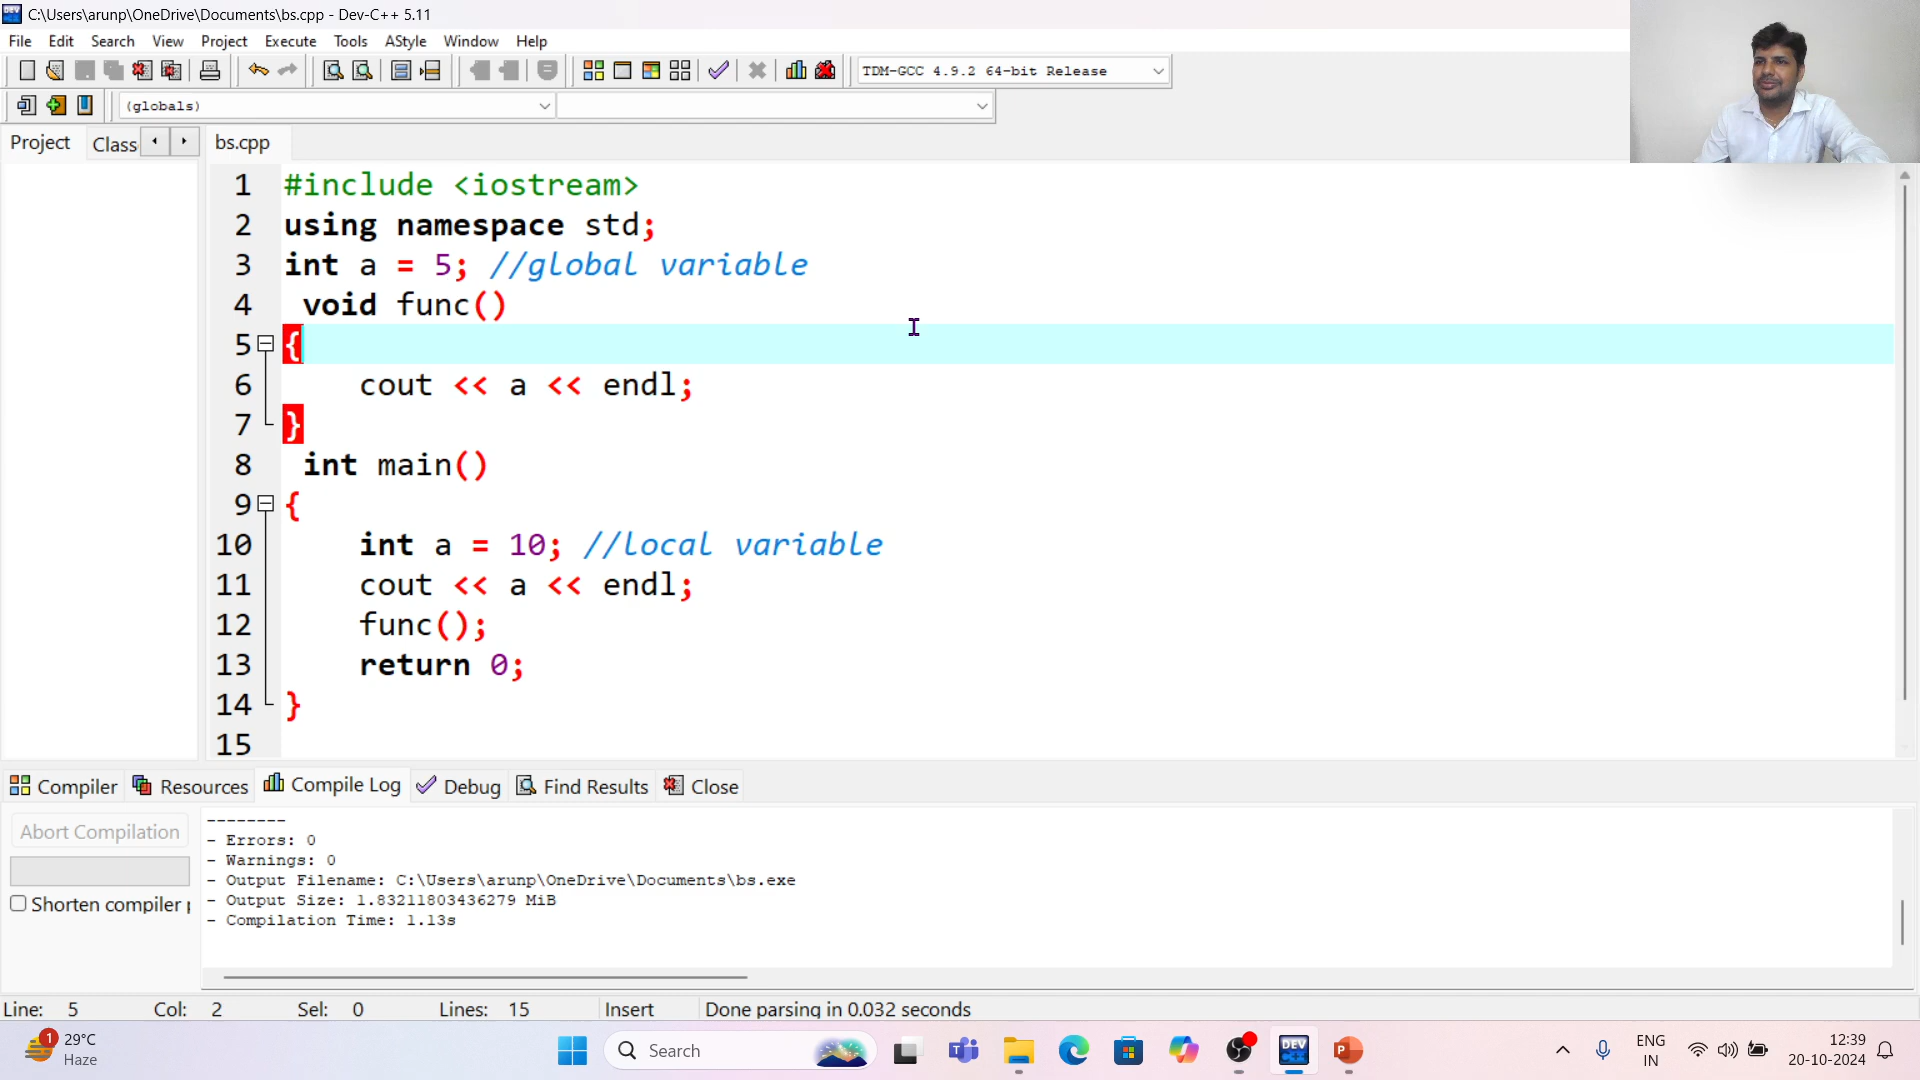 C:\Users\arunp\OneDrive\Documents\bs.cpp - Dev-C++ 5.11
File Edit Search View Project Execute Tools AStyle Window Help
TDM-GCC 4.9.2 64-bit Release
(globals)
Project Class bs.cpp
1 #include <iostream>
2 using namespace std;
3 int a = 5; //global variable
4 void func()
5 {
6 cout << a << endl;
7 }
8 int main()
9 {
10 int a = 10; //local variable
11 cout << a << endl;
12 func();
13 return 0;
14 }
15
Compiler Resources Compile Log Debug Find Results Close
Abort Compilation
Shorten compiler p
--------
- Errors: 0
- Warnings: 0
- Output Filename: C:\Users\arunp\OneDrive\Documents\bs.exe
- Output Size: 1.83211803436279 MiB
- Compilation Time: 1.13s
Line: 5 Col: 2 Sel: 0 Lines: 15 Insert Done parsing in 0.032 seconds
1 29°C
Haze
Search
DEV C++
ENG
IN
12:39
20-10-2024